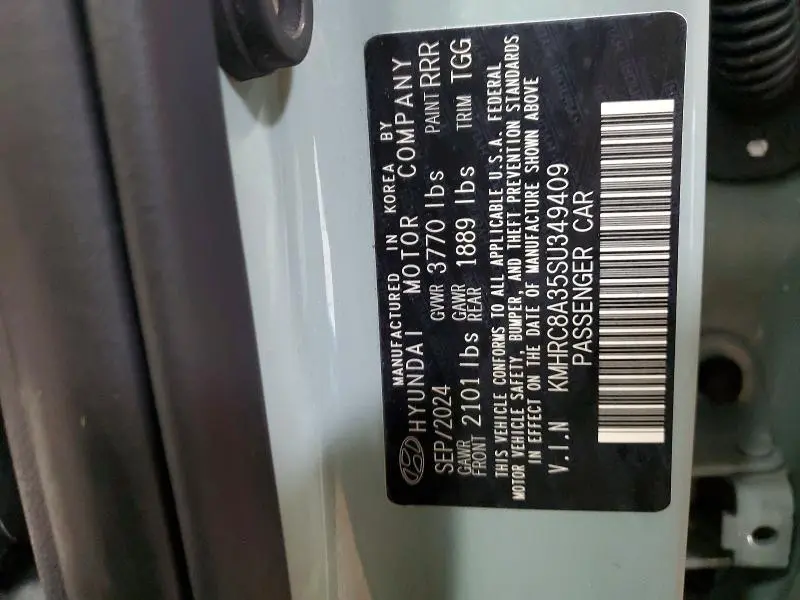 MANUFACTURED IN KOREA BY
HYUNDAI MOTOR COMPANY
SEP/2024 GVWR 3770 lbs PAINT RRR
GAWR FRONT 2101 lbs GAWR REAR 1889 lbs TRIM TGG
THIS VEHICLE CONFORMS TO ALL APPLICABLE U.S.A. FEDERAL
MOTOR VEHICLE SAFETY, BUMPER, AND THEFT PREVENTION STANDARDS
IN EFFECT ON THE DATE OF MANUFACTURE SHOWN ABOVE
V.I.N KMHRC8A35SU349409
PASSENGER CAR